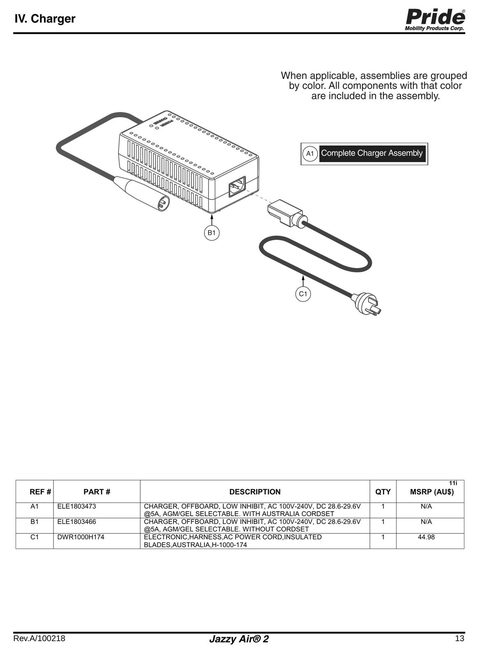 IV. Charger
Pride®
Mobility Products Corp.
When applicable, assemblies are grouped
by color. All components with that color
are included in the assembly.
A1 Complete Charger Assembly
B1
C1
11i
REF # PART # DESCRIPTION QTY MSRP (AU$)
A1 ELE1803473 CHARGER, OFFBOARD, LOW INHIBIT, AC 100V-240V, DC 28.6-29.6V 1 N/A
@5A, AGM/GEL SELECTABLE. WITH AUSTRALIA CORDSET
B1 ELE1803466 CHARGER, OFFBOARD, LOW INHIBIT, AC 100V-240V, DC 28.6-29.6V 1 N/A
@5A, AGM/GEL SELECTABLE. WITHOUT CORDSET
C1 DWR1000H174 ELECTRONIC,HARNESS,AC POWER CORD,INSULATED 1 44.98
BLADES,AUSTRALIA,H-1000-174
Rev.A/100218 Jazzy Air® 2 13